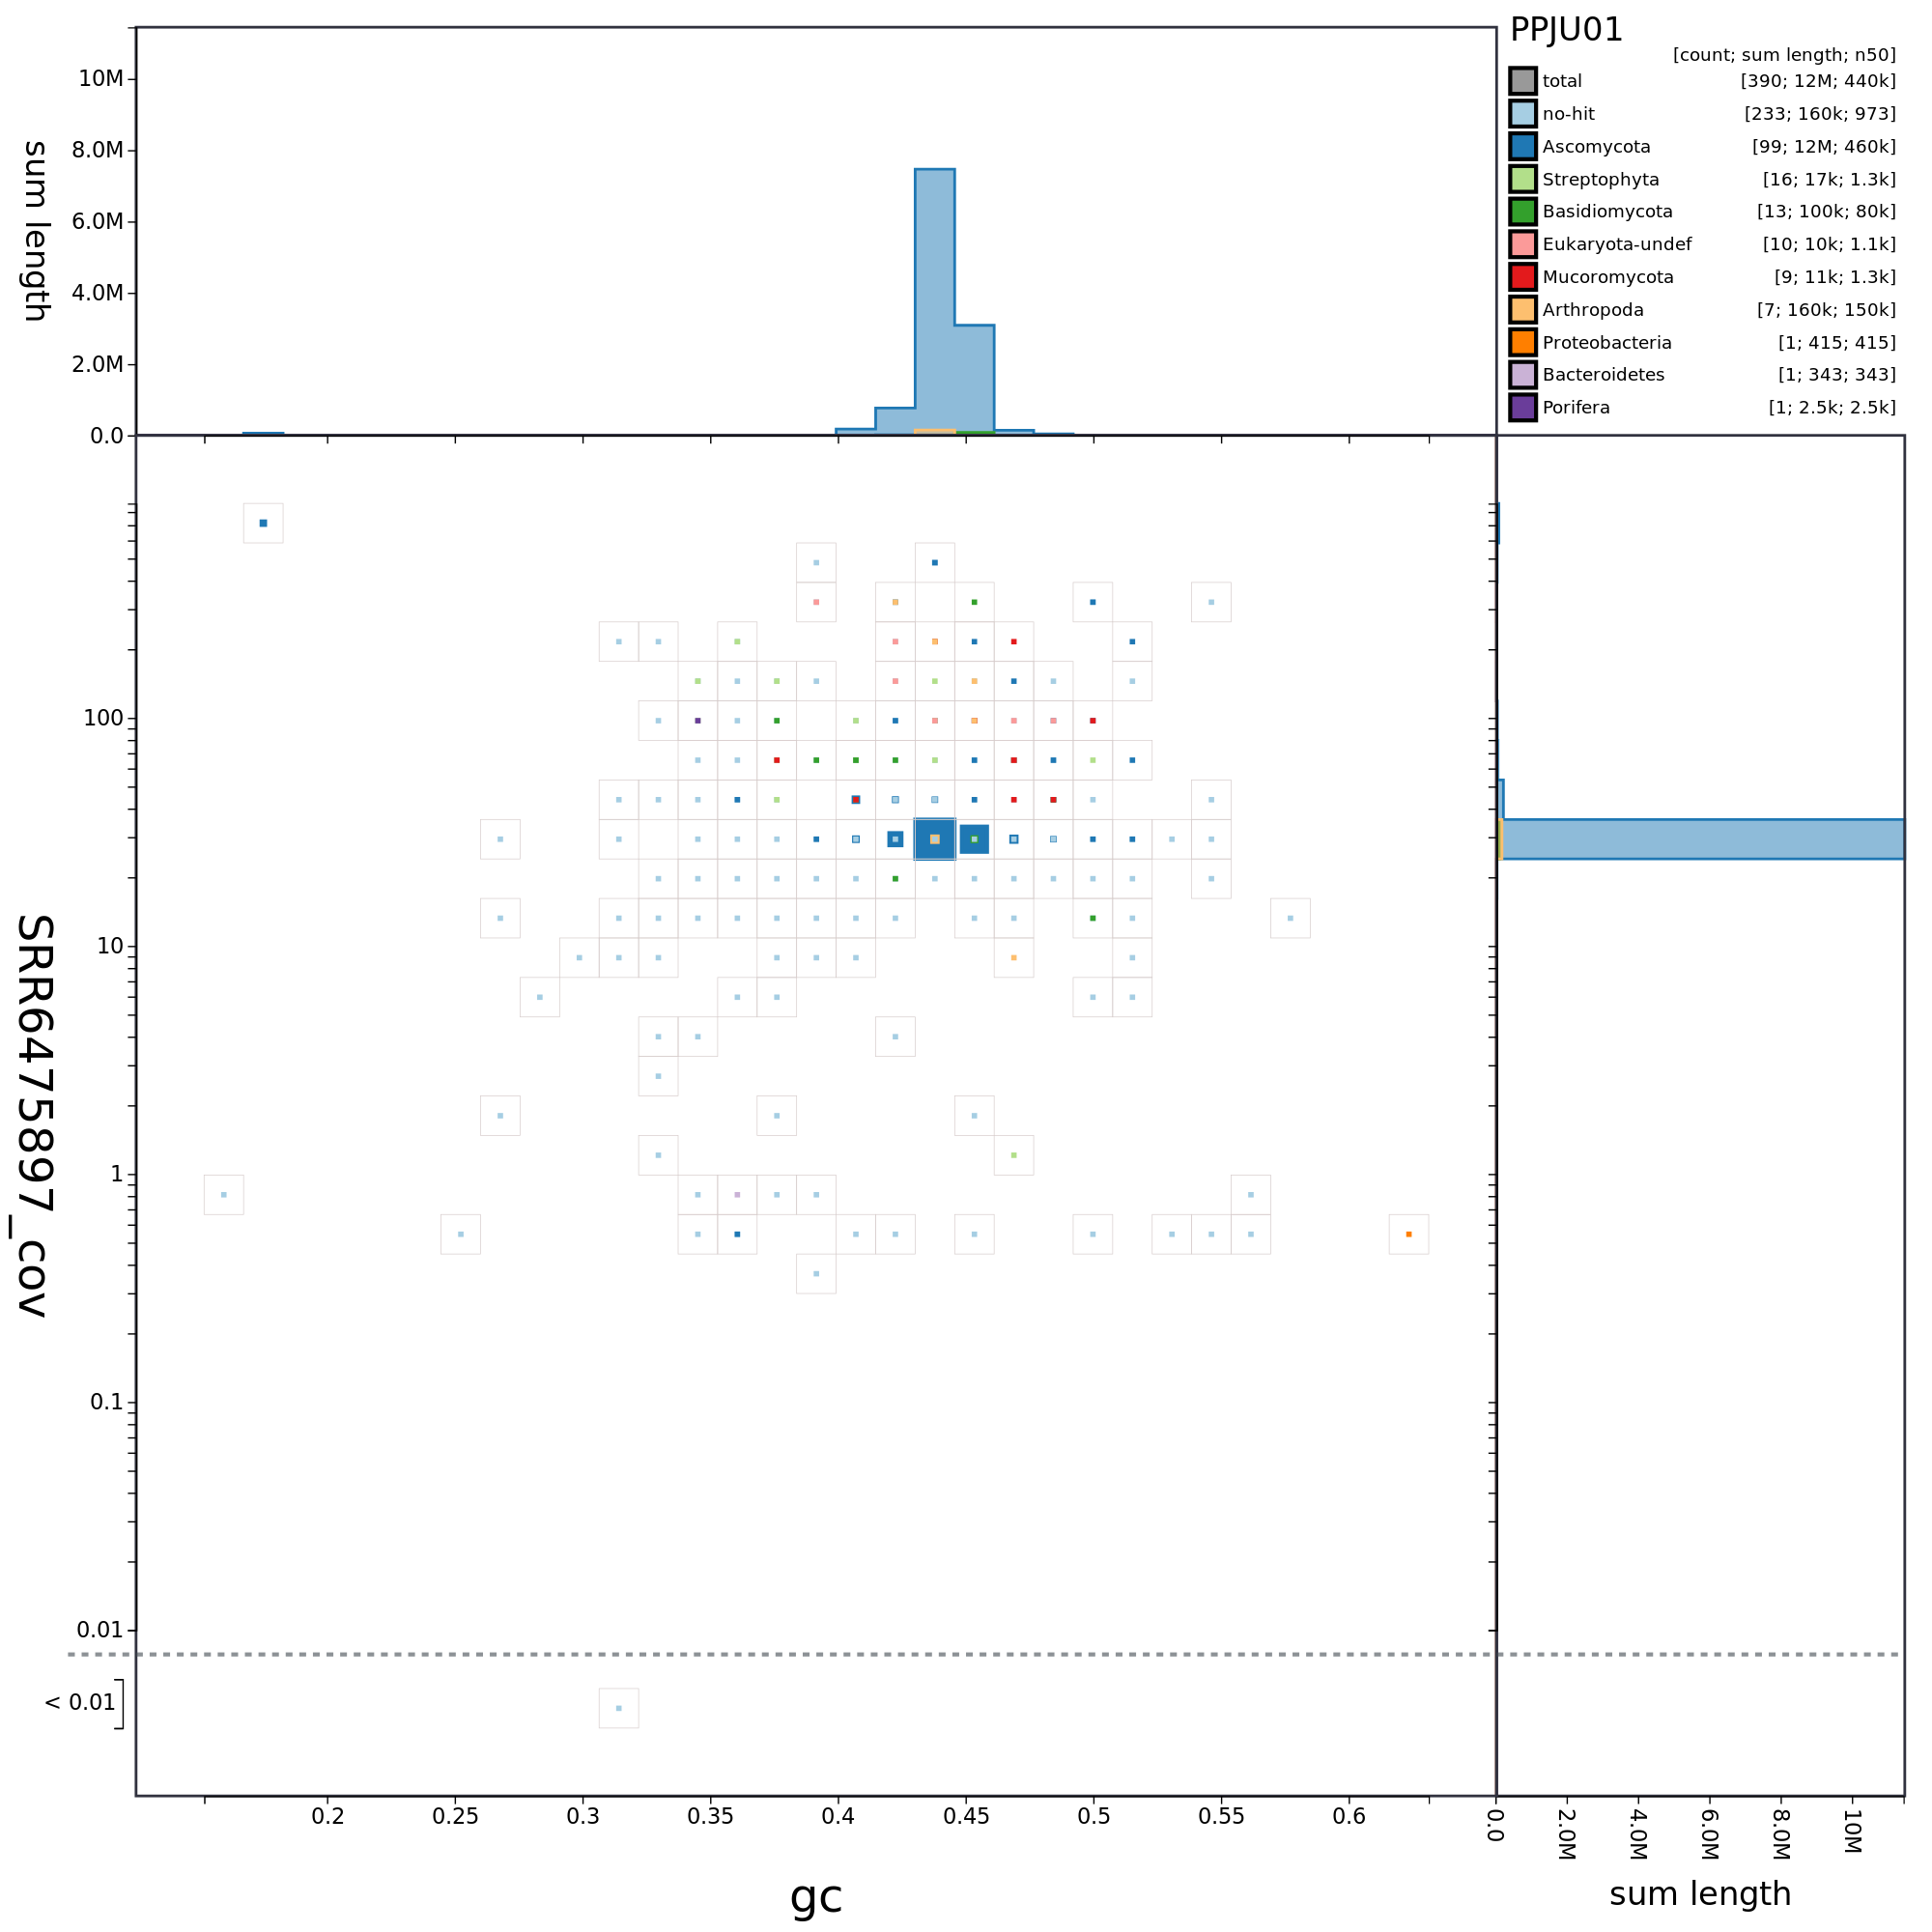 PPJU01
[count; sum length; n50]
total [390; 12M; 440k]
no-hit [233; 160k; 973]
Ascomycota [99; 12M; 460k]
Streptophyta [16; 17k; 1.3k]
Basidiomycota [13; 100k; 80k]
Eukaryota-undef [10; 10k; 1.1k]
Mucoromycota [9; 11k; 1.3k]
Arthropoda [7; 160k; 150k]
Proteobacteria [1; 415; 415]
Bacteroidetes [1; 343; 343]
Porifera [1; 2.5k; 2.5k]
sum length
10M
8.0M
6.0M
4.0M
2.0M
0.0
SRR6475897_cov
100
10
1
0.1
0.01
< 0.01
0.2 0.25 0.3 0.35 0.4 0.45 0.5 0.55 0.6
gc
0.0 2.0M 4.0M 6.0M 8.0M 10M
sum length